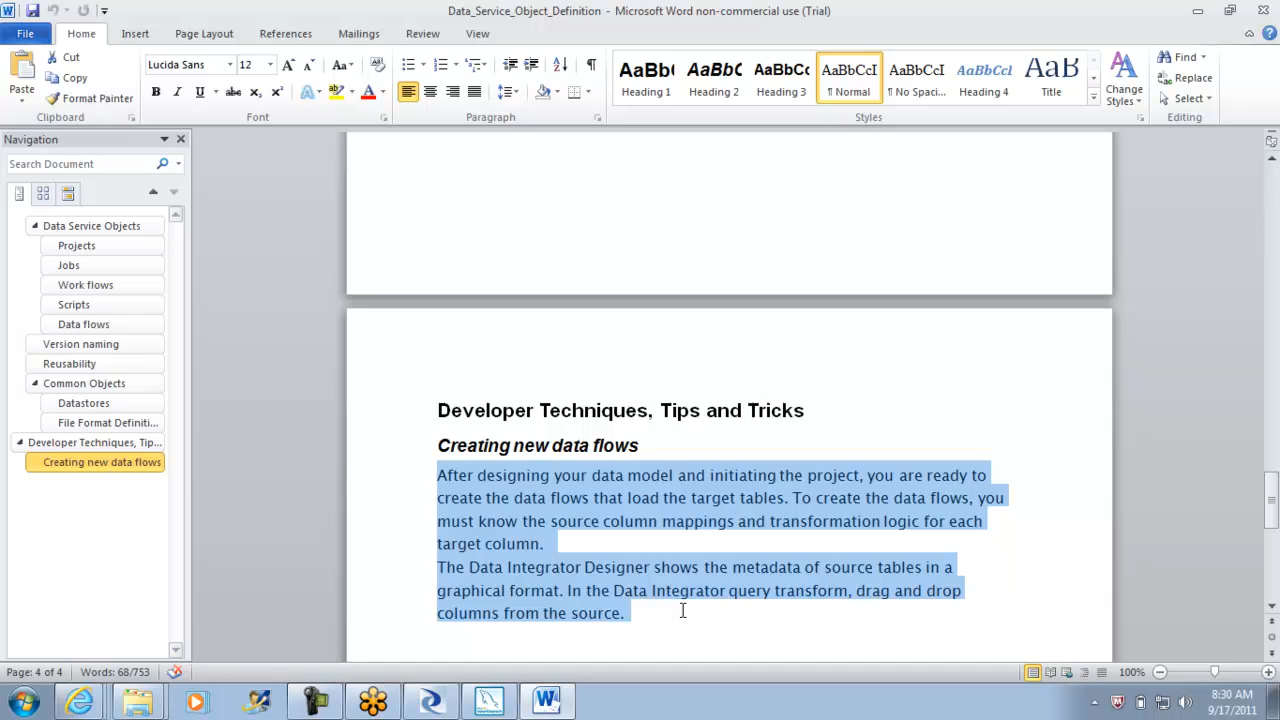 Data_Service_Object_Definition - Microsoft Word non-commercial use (Trial)
File Home Insert Page Layout References Mailings Review View
Paste
Cut
Copy
Format Painter
Clipboard
Lucida Sans 12
Font
Paragraph
AaBbC AaBbC AaBbCc AaBbCcI AaBbCcI AaBbCcI AaB
Heading 1 Heading 2 Heading 3 ¶ Normal ¶ No Spaci... Heading 4 Title
Change Styles
Styles
Find
Replace
Select
Editing
Navigation
Search Document
Data Service Objects
Projects
Jobs
Work flows
Scripts
Data flows
Version naming
Reusability
Common Objects
Datastores
File Format Definiti...
Developer Techniques, Tip...
Creating new data flows
Developer Techniques, Tips and Tricks
Creating new data flows
After designing your data model and initiating the project, you are ready to
create the data flows that load the target tables. To create the data flows, you
must know the source column mappings and transformation logic for each
target column.
The Data Integrator Designer shows the metadata of source tables in a
graphical format. In the Data Integrator query transform, drag and drop
columns from the source.
Page: 4 of 4 Words: 68/753 100%
8:30 AM
9/17/2011